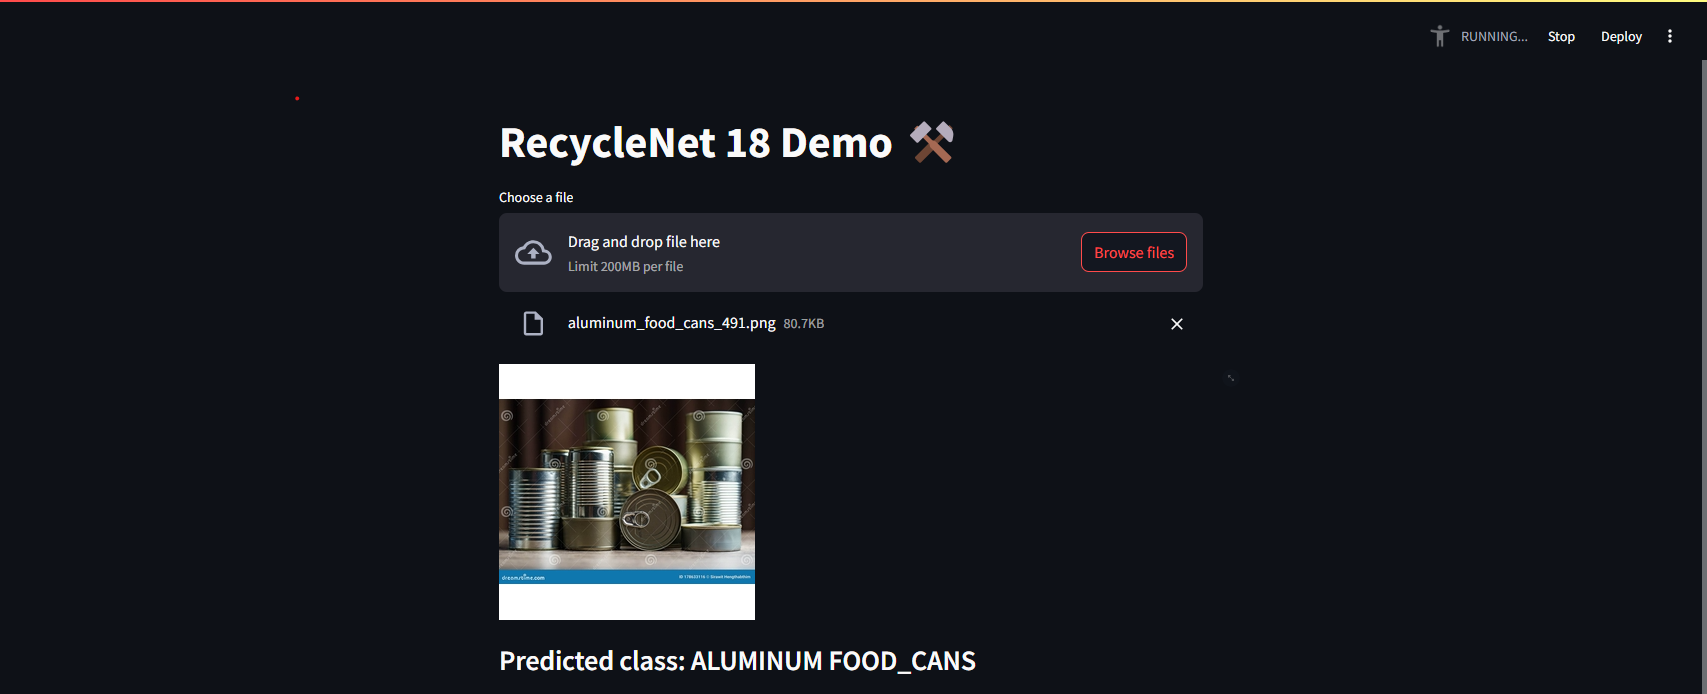 RUNNING...
Stop
Deploy
RecycleNet 18 Demo
Choose a file
Drag and drop file here
Limit 200MB per file
Browse files
aluminum_food_cans_491.png 80.7KB
dreamstime.com
Predicted class: ALUMINUM FOOD_CANS